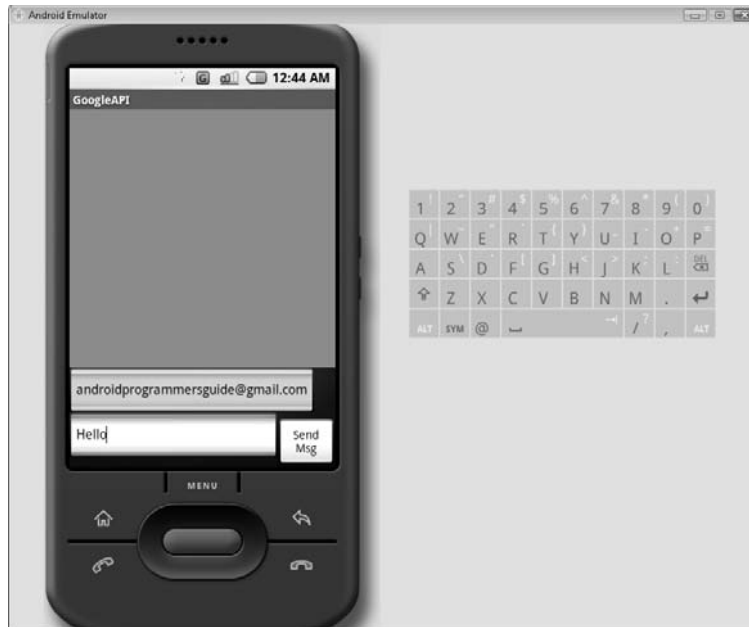 Android Emulator
G 12:44 AM
GoogleAPI
androidprogrammersguide@gmail.com
Hello
Send
Msg
MENU
1 ! 2 3 # 4 $ 5 % 6 ^ 7 & 8 * 9 ( 0 )
Q W E R T { Y } U I O P
A S \ D F [ G ] H < J > K ; L : DEL
Z X C V B N M .
ALT SYM @ / ? , ALT